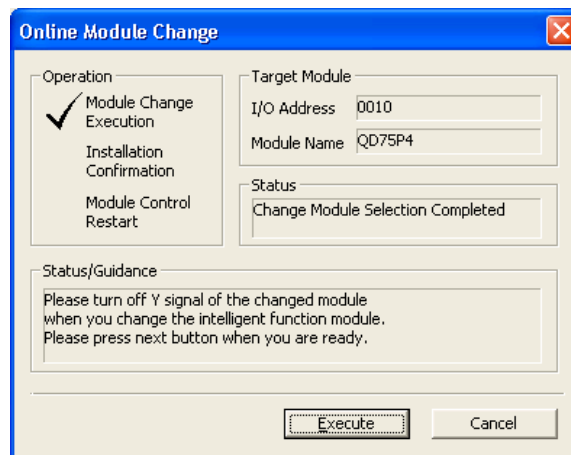 Online Module Change
Operation
Module Change
Execution
Installation
Confirmation
Module Control
Restart
Target Module
I/O Address 0010
Module Name QD75P4
Status
Change Module Selection Completed
Status/Guidance
Please turn off Y signal of the changed module
when you change the intelligent function module.
Please press next button when you are ready.
Execute
Cancel